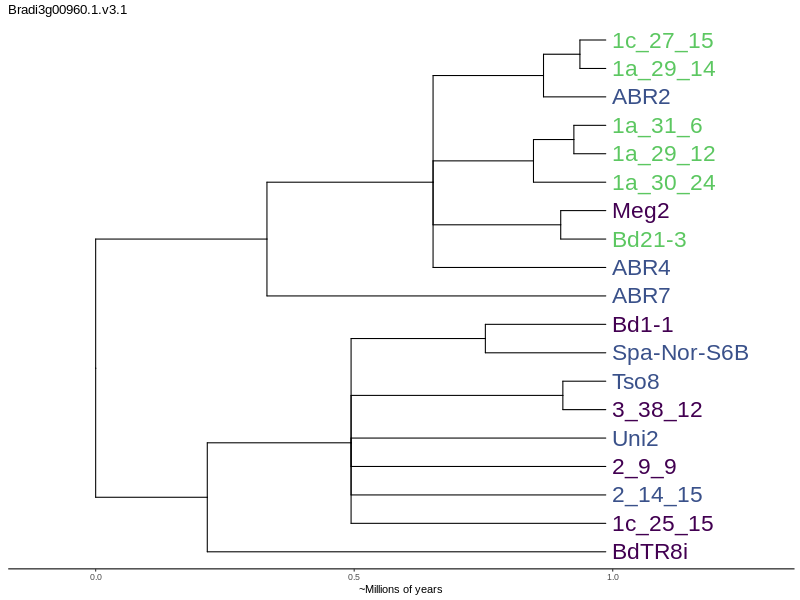 Bradi3g00960.1.v3.1
1c_27_15
1a_29_14
ABR2
1a_31_6
1a_29_12
1a_30_24
Meg2
Bd21-3
ABR4
ABR7
Bd1-1
Spa-Nor-S6B
Tso8
3_38_12
Uni2
2_9_9
2_14_15
1c_25_15
BdTR8i
0.0 0.5 1.0
~Millions of years